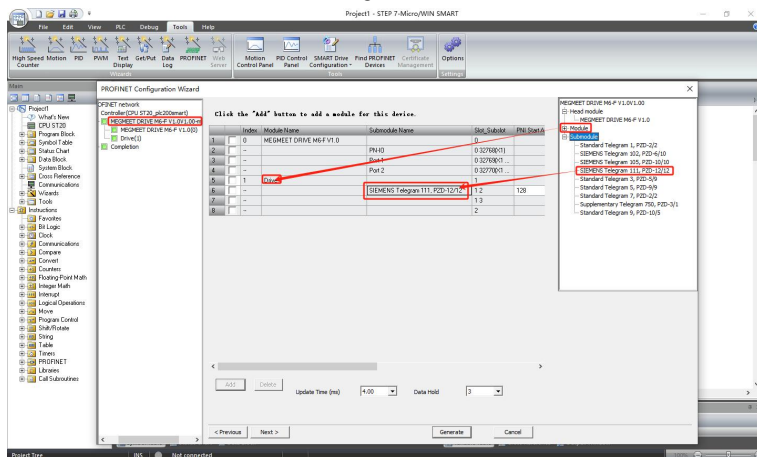 Project1 - STEP 7-Micro/WIN SMART
File Edit View PLC Debug Tools Help
High Speed Counter
Motion
PID
PWM
Text Display
Get/Put
Data Log
PROFINET
Web Server
Motion Control Panel
PID Control Panel
SMART Drive Configuration
Find PROFINET Devices
Certificate Management
Options
Wizards
Tools
Settings
Main
Project1
What's New
CPU ST20
Program Block
Symbol Table
Status Chart
Data Block
System Block
Cross Reference
Communications
Wizards
Tools
Instructions
Favorites
Bit Logic
Clock
Communications
Compare
Convert
Counters
Floating-Point Math
Integer Math
Interrupt
Logical Operations
Move
Program Control
Shift/Rotate
String
Table
Timers
PROFINET
Libraries
Call Subroutines
PROFINET Configuration Wizard
OFINET network
Controller(CPU ST20_plc200smart)
MEGMEET DRIVE M6-F V1.0V1.00-m
MEGMEET DRIVE M6-F V1.0(0)
Drive(1)
Completion
Click the "Add" button to add a module for this device.
Index Module Name Submodule Name Slot_Subslot PNI Start A
1 0 MEGMEET DRIVE M6-F V1.0 0
2 -- PN-IO 0 32768(X1)
3 -- Port 1 0 32769(X1 ...
4 -- Port 2 0 32770(X1 ...
5 1 Drive 1
6 -- SIEMENS Telegram 111, PZD-12/12 1 2 128
7 -- 1 3
8 -- 2
MEGMEET DRIVE M6-F V1.0V1.00
Head module
MEGMEET DRIVE M6-F V1.0
Module
Submodule
Standard Telegram 1, PZD-2/2
SIEMENS Telegram 102, PZD-6/10
SIEMENS Telegram 105, PZD-10/10
SIEMENS Telegram 111, PZD-12/12
Standard Telegram 3, PZD-5/9
Standard Telegram 5, PZD-9/9
Standard Telegram 7, PZD-2/2
Supplementary Telegram 750, PZD-3/1
Standard Telegram 9, PZD-10/5
Add
Delete
Update Time (ms)
4.00
Data Hold
3
< Previous
Next >
Generate
Cancel
Project Tree
INS
Not connected
100%